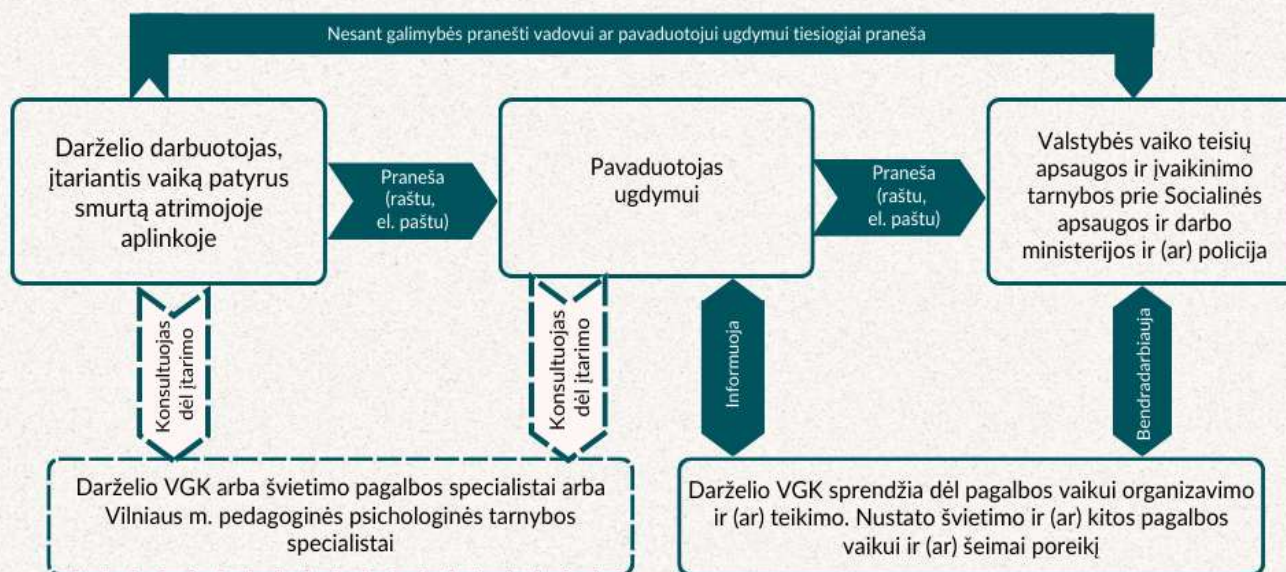 Nesant galimybės pranešti vadovui ar pavaduotojui ugdymui tiesiogiai praneša
Darželio darbuotojas,
įtariantis vaiką patyrus
smurtą atrimojoje
aplinkoje
Praneša
(raštu,
el. paštu)
Pavaduotojas
ugdymui
Praneša
(raštu,
el. paštu)
Valstybės vaiko teisių
apsaugos ir įvaikinimo
tarnybos prie Socialinės
apsaugos ir darbo
ministerijos ir (ar) policija
Konsultuojas
dėl įtarimo
Konsultuojas
dėl įtarimo
Informuoja
Bendradarbiauja
Darželio VGK arba švietimo pagalbos specialistai arba
Vilniaus m. pedagoginės psichologinės tarnybos
specialistai
Darželio VGK sprendžia dėl pagalbos vaikui organizavimo
ir (ar) teikimo. Nustato švietimo ir (ar) kitos pagalbos
vaikui ir (ar) šeimai poreikį